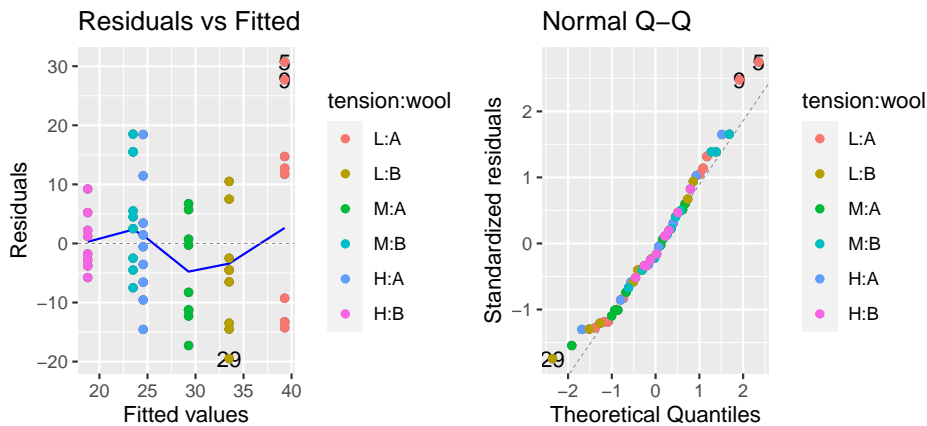 Residuals vs Fitted
Residuals
30
20
10
0
−10
−20
5
9
29
20
25
30
35
40
Fitted values
tension:wool
L:A
L:B
M:A
M:B
H:A
H:B
Normal Q−Q
Standardized residuals
2
1
0
−1
5
9
29
−2
−1
0
1
2
Theoretical Quantiles
tension:wool
L:A
L:B
M:A
M:B
H:A
H:B